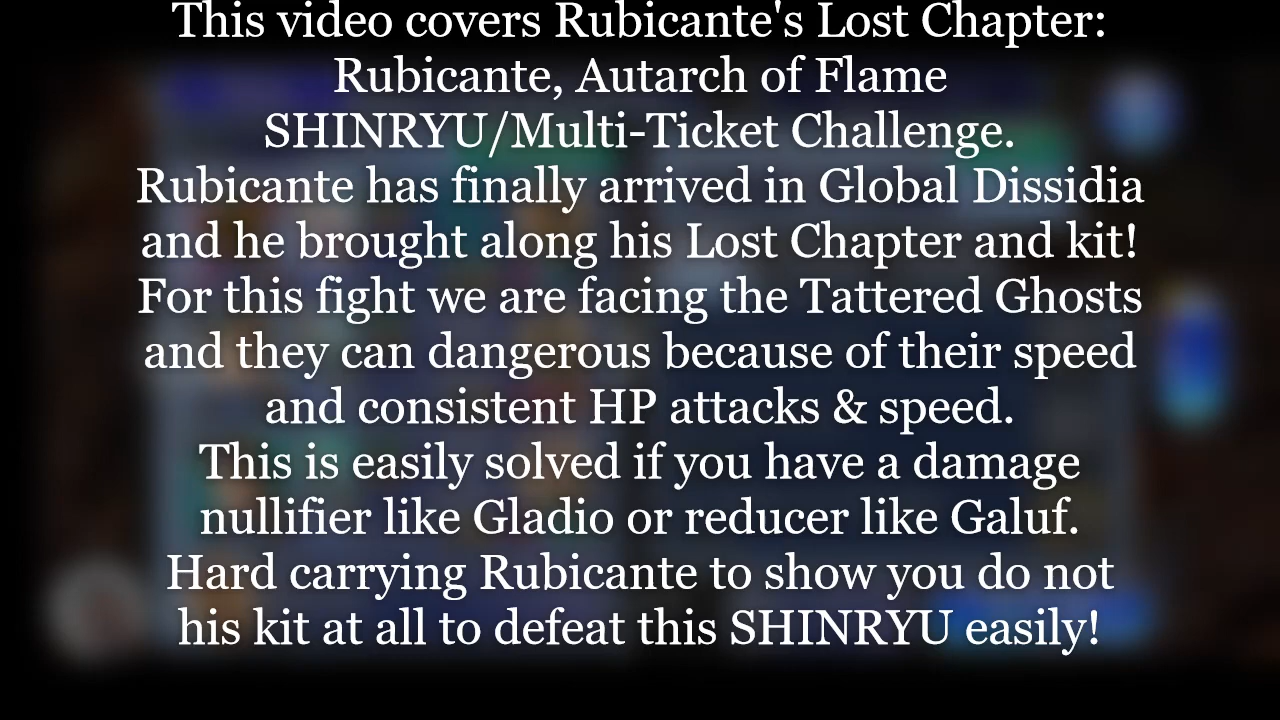 This video covers Rubicante's Lost Chapter:
Rubicante, Autarch of Flame
SHINRYU/Multi-Ticket Challenge.
Rubicante has finally arrived in Global Dissidia
and he brought along his Lost Chapter and kit!
For this fight we are facing the Tattered Ghosts
and they can dangerous because of their speed
and consistent HP attacks & speed.
This is easily solved if you have a damage
nullifier like Gladio or reducer like Galuf.
Hard carrying Rubicante to show you do not
his kit at all to defeat this SHINRYU easily!